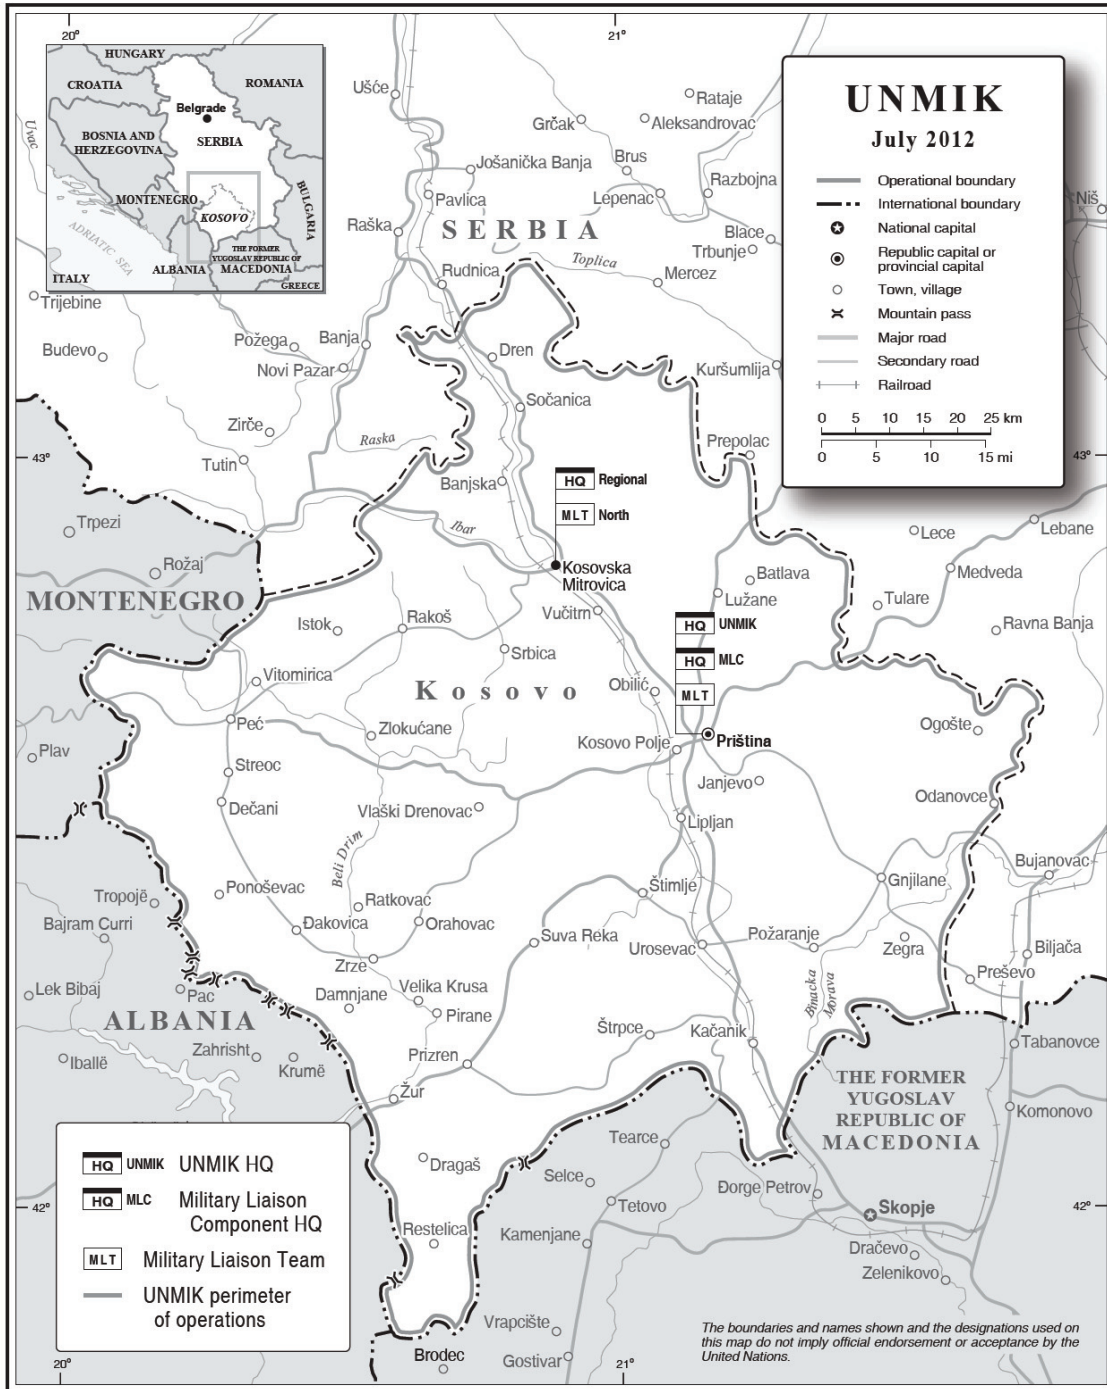 20°
21°
HUNGARY
CROATIA
ROMANIA
Belgrade
BOSNIA AND
HERZEGOVINA
SERBIA
MONTENEGRO
BULGARIA
KOSOVO
ADRIATIC SEA
THE FORMER
YUGOSLAV REPUBLIC OF
MACEDONIA
ALBANIA
ITALY
GREECE
UNMIK
July 2012
Operational boundary
International boundary
National capital
Republic capital or
provincial capital
Town, village
Mountain pass
Major road
Secondary road
Railroad
0 5 10 15 20 25 km
0 5 10 15 mi
Uvac
Ušće
Rataje
Grčak
Aleksandrovac
Jošanička Banja
Brus
Pavlica
Lepenac
Razbojna
Niš
Raška
SERBIA
Blace
Trbunje
Toplica
Rudnica
Mercez
Trijebine
Budevo
Požega
Banja
Dren
Novi Pazar
Kuršumlija
Sočanica
Zirče
Raska
Prepolac
43°
43°
Tutin
Banjska
HQ Regional
MLT North
Trpezi
Ibar
Lece
Lebane
Rožaj
Kosovska
Mitrovica
Batlava
Medveda
MONTENEGRO
Lužane
Tulare
Vučitrn
Istok
Rakoš
HQ UNMIK
Ravna Banja
Srbica
HQ MLC
Vitomirica
Kosovo
Obilić
MLT
Peć
Zlokućane
Ogošte
Plav
Kosovo Polje
Priština
Streoc
Janjevo
Dečani
Vlaški Drenovac
Odanovce
Lipljan
Beli Drim
Bujanovac
Ponoševac
Štimlje
Gnjilane
Tropojë
Ratkovac
Bajram Curri
Đakovica
Orahovac
Suva Reka
Urosevac
Požaranje
Zegra
Biljača
Zrze
Lek Bibaj
Pac
Damnjane
Velika Krusa
Binacka
Morava
Preševo
ALBANIA
Pirane
Štrpce
Kačanik
Zahrisht
Prizren
Tabanovce
Iballë
Krumë
Žur
THE FORMER
YUGOSLAV
REPUBLIC OF
MACEDONIA
Komonovo
Tearce
Dragaš
Selce
Đorge Petrov
42°
42°
Tetovo
Skopje
Restelica
Kamenjane
Dračevo
Zelenikovo
HQ UNMIK UNMIK HQ
HQ MLC Military Liaison
Component HQ
MLT Military Liaison Team
UNMIK perimeter
of operations
Vrapcište
Brodec
Gostivar
The boundaries and names shown and the designations used on
this map do not imply official endorsement or acceptance by the
United Nations.
20°
21°